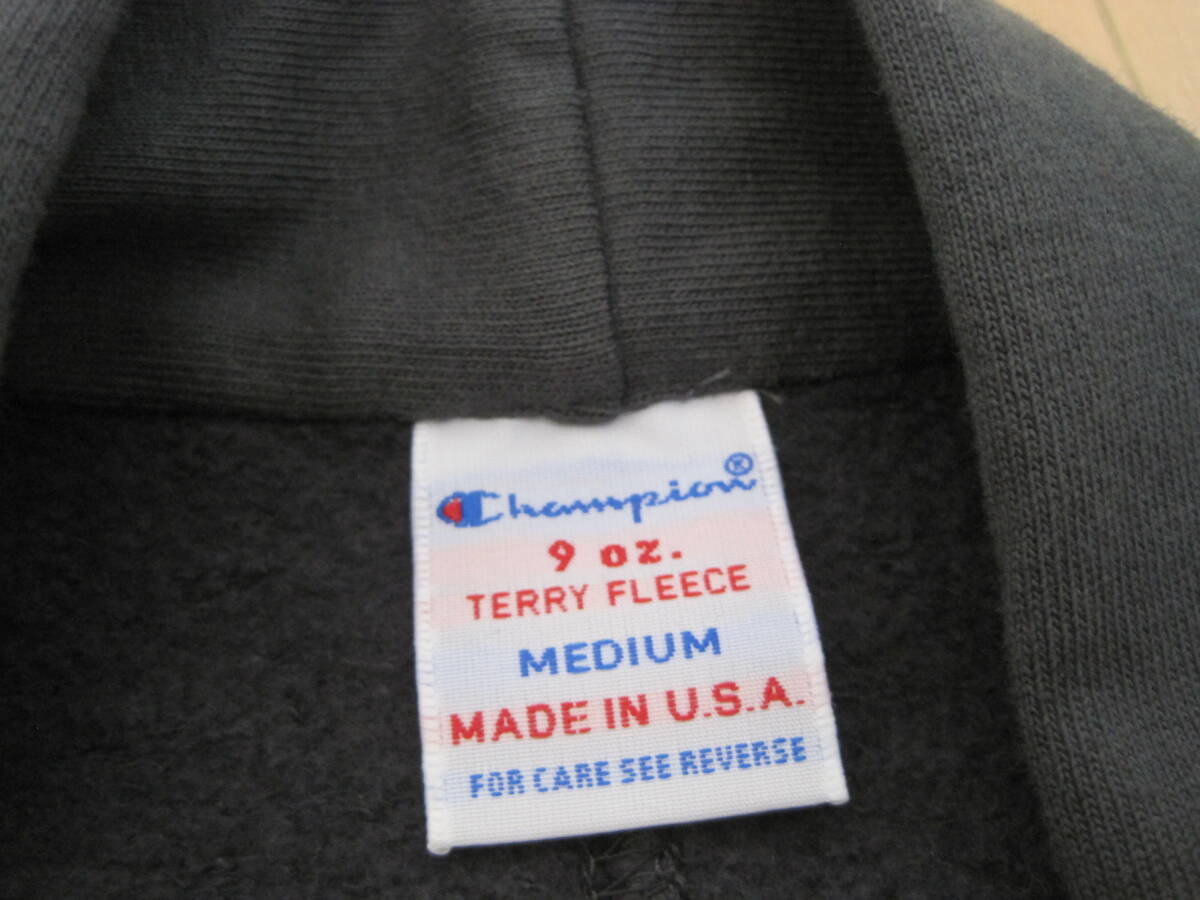 Champion®
9 oz.
TERRY FLEECE
MEDIUM
MADE IN U.S.A.
FOR CARE SEE REVERSE